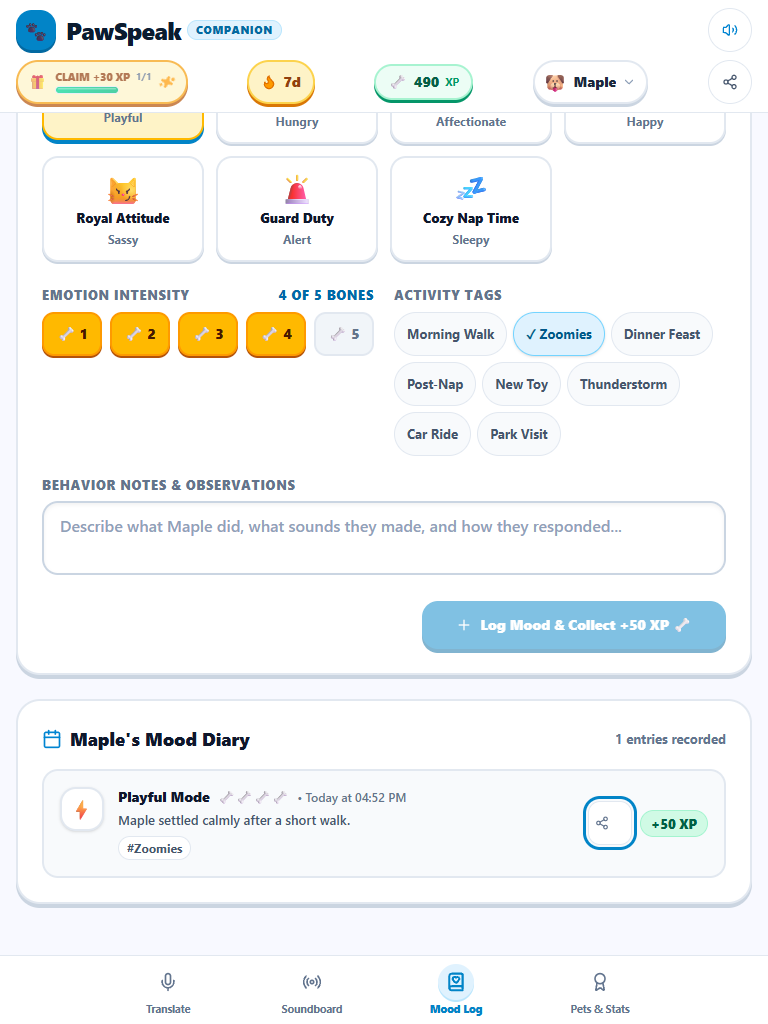 PawSpeak COMPANION
CLAIM +30 XP 1/1
7d
490 XP
Maple
Playful
Hungry
Affectionate
Happy
Royal Attitude
Sassy
Guard Duty
Alert
Cozy Nap Time
Sleepy
EMOTION INTENSITY 4 OF 5 BONES
1 2 3 4 5
ACTIVITY TAGS
Morning Walk ✓ Zoomies Dinner Feast
Post-Nap New Toy Thunderstorm
Car Ride Park Visit
BEHAVIOR NOTES & OBSERVATIONS
Describe what Maple did, what sounds they made, and how they responded...
+ Log Mood & Collect +50 XP
Maple's Mood Diary 1 entries recorded
Playful Mode • Today at 04:52 PM
Maple settled calmly after a short walk.
#Zoomies
+50 XP
Translate Soundboard Mood Log Pets & Stats